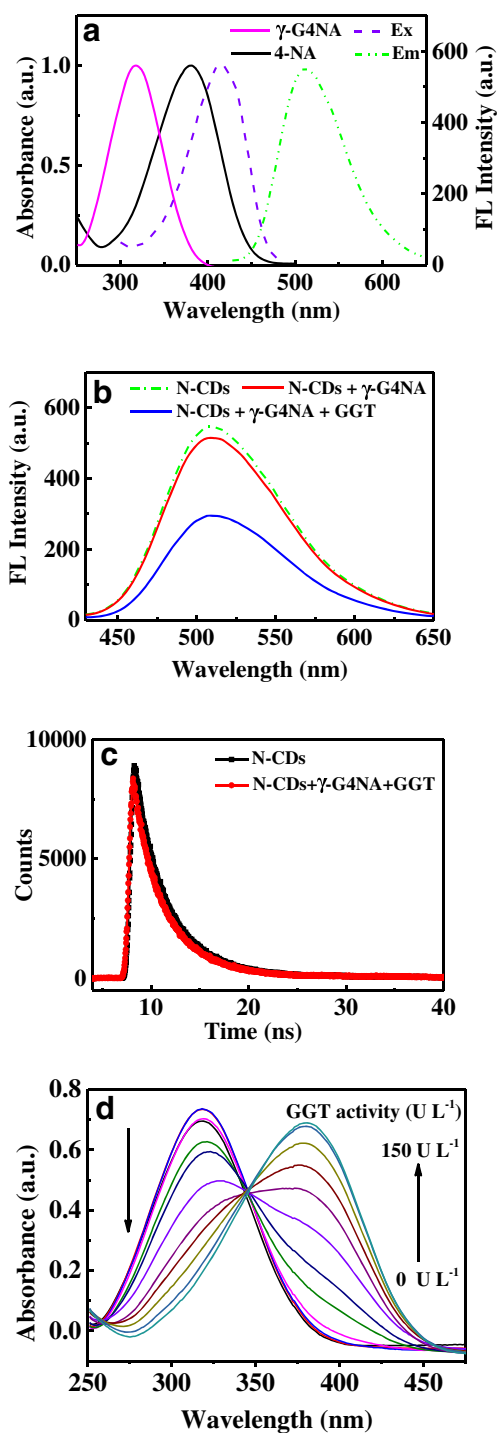 a
γ-G4NA Ex
4-NA Em
1.0
0.5
0.0
600
400
200
0
Absorbance (a.u.)
FL Intensity (a.u.)
300 400 500 600
Wavelength (nm)
b
N-CDs N-CDs + γ-G4NA
N-CDs + γ-G4NA + GGT
600
400
200
0
FL Intensity (a.u.)
450 500 550 600 650
Wavelength (nm)
c
N-CDs
N-CDs+γ-G4NA+GGT
10000
5000
0
Counts
10 20 30 40
Time (ns)
d
GGT activity (U L⁻¹)
150 U L⁻¹
0 U L⁻¹
0.8
0.6
0.4
0.2
0.0
Absorbance (a.u.)
250 300 350 400 450
Wavelength (nm)